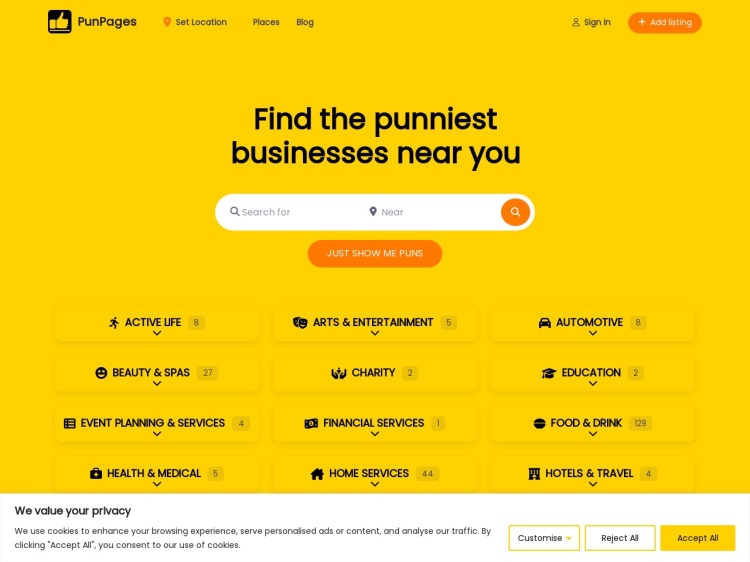 PunPages
Set Location
Places
Blog
Sign in
Add listing
Find the punniest
businesses near you
Search for
Near
JUST SHOW ME PUNS
ACTIVE LIFE 8
ARTS & ENTERTAINMENT 5
AUTOMOTIVE 8
BEAUTY & SPAS 27
CHARITY 2
EDUCATION 2
EVENT PLANNING & SERVICES 4
FINANCIAL SERVICES 1
FOOD & DRINK 129
HEALTH & MEDICAL 5
HOME SERVICES 44
HOTELS & TRAVEL 4
We value your privacy
We use cookies to enhance your browsing experience, serve personalised ads or content, and analyse our traffic. By
clicking "Accept All", you consent to our use of cookies.
Customise
Reject All
Accept All